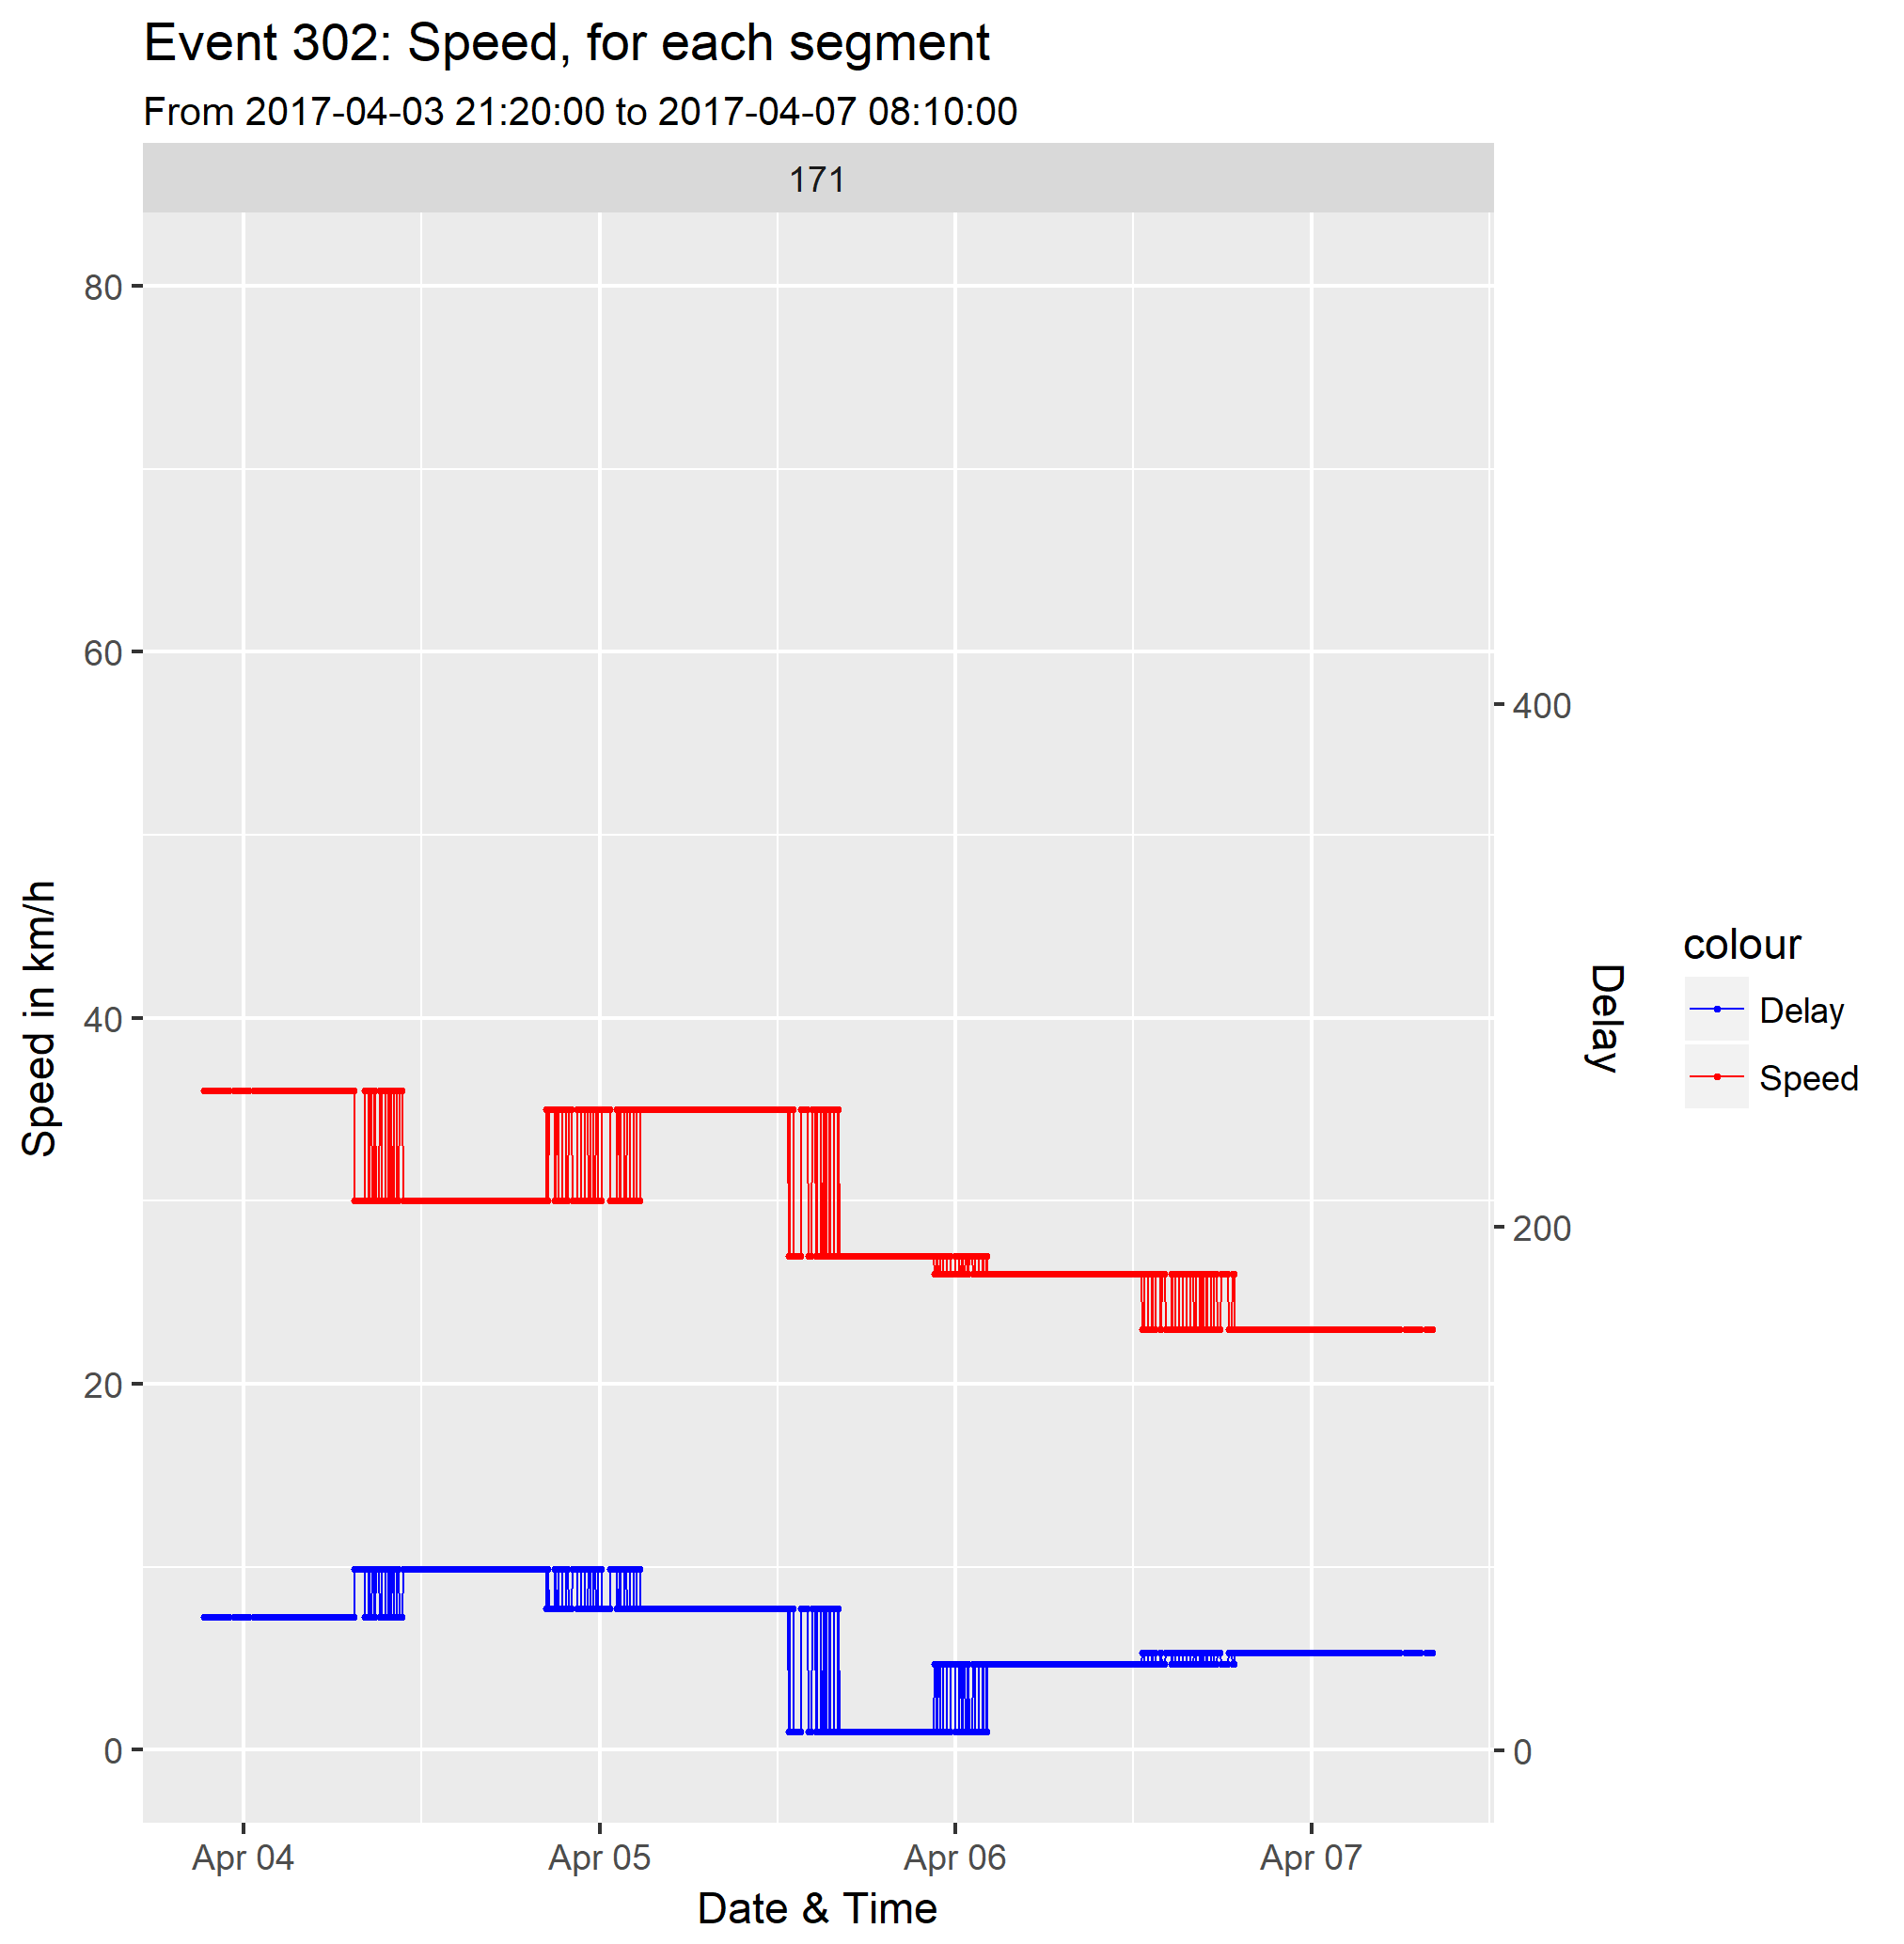 Event 302: Speed, for each segment
From 2017-04-03 21:20:00 to 2017-04-07 08:10:00
171
80
60
40
20
0
Speed in km/h
400
200
0
Delay
colour
Delay
Speed
Apr 04
Apr 05
Apr 06
Apr 07
Date & Time